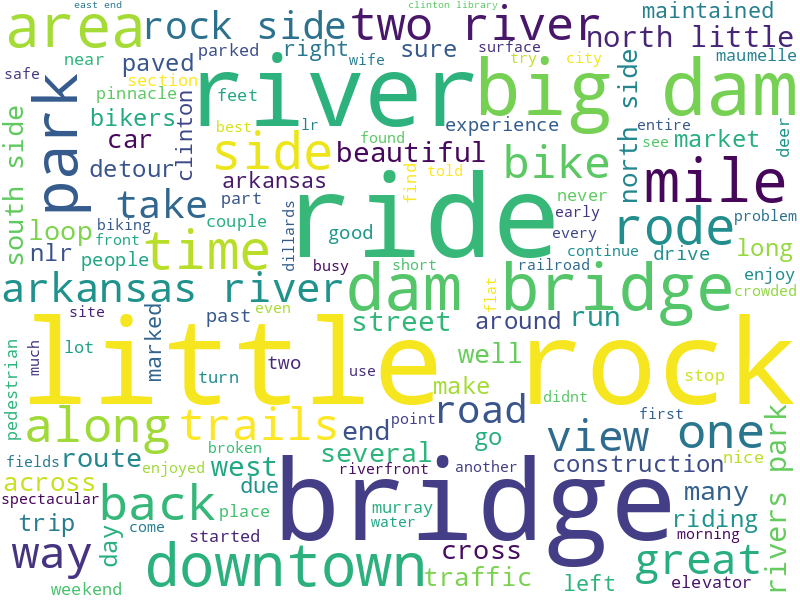 east end
clinton library
area
rock side
two river
maintained
north little
near
paved
parked
right
sure
surface
wife
try
city
maumelle
safe
section
river
big dam
park
pinnacle
feet
bikers
clinton
north side
best
lr
experience
entire
south side
car
side
beautiful
found
bike
see
market
deer
detour
arkansas
told
mile
take
part
ride
find
never
loop
biking
couple
good
early
rode
problem
nlr
front
people
time
dillards
every
continue
drive
long
busy
short
railroad
enjoy
arkansas river
dam bridge
flat
crowded
site
past
even
street
around
run
much
marked
lot
little rock
turn
two
use
well
stop
pedestrian
make
didnt
along
trails
road
point
first
end
go
view
one
rivers park
fields
route
broken
several
enjoyed
west
riverfront
another
construction
nice
across
spectacular
due
back
place
bridge
murray
water
many
trip
day
come
started
riding
morning
way
downtown
cross
great
weekend
traffic
left
elevator